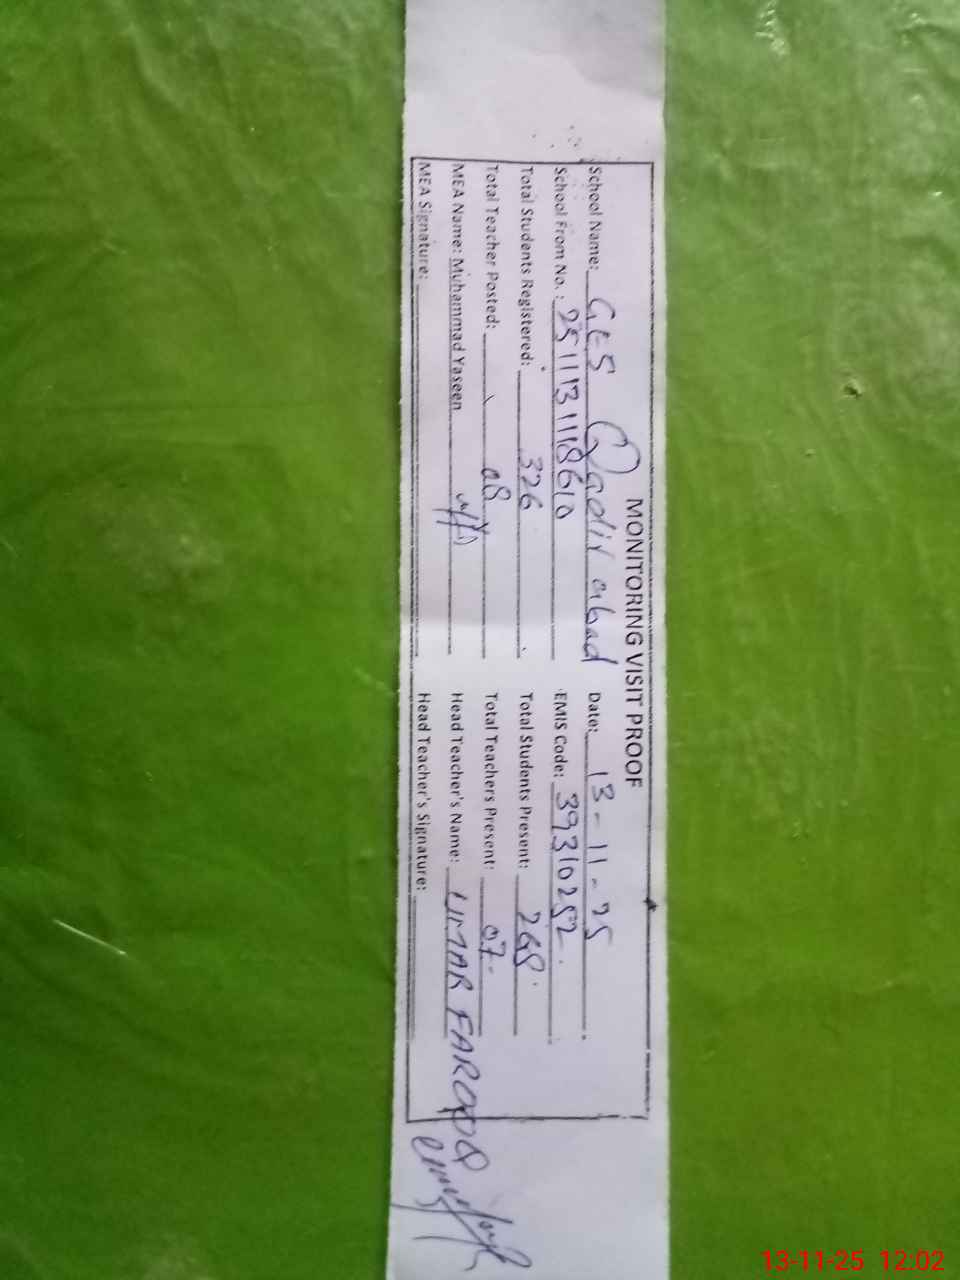 MONITORING VISIT PROOF
School Name: GES Qadir abad Date: 13-11-25
School From No.: 25111311118610 EMIS Code: 39310252
Total Students Registered: 326 Total Students Present: 268
Total Teacher Posted: 08 Total Teachers Present: 07
MEA Name: Muhammad Yaseen Head Teacher's Name: UMAR FAROOQ
MEA Signature: Head Teacher's Signature:
13-11-25 12:02